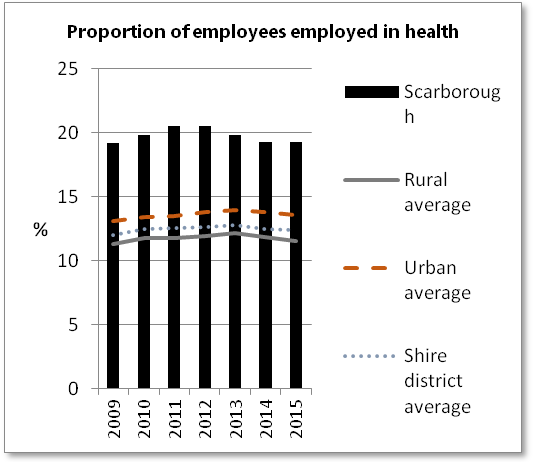 Proportion of employees employed in health
25
20
15
10
5
0
%
2009
2010
2011
2012
2013
2014
2015
Scarboroug
h
Rural
average
Urban
average
Shire
district
average